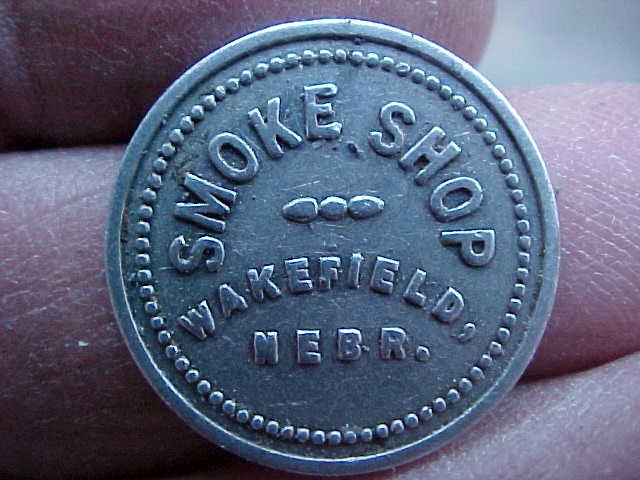 SMOKE SHOP
WAKEFIELD,
NEBR.